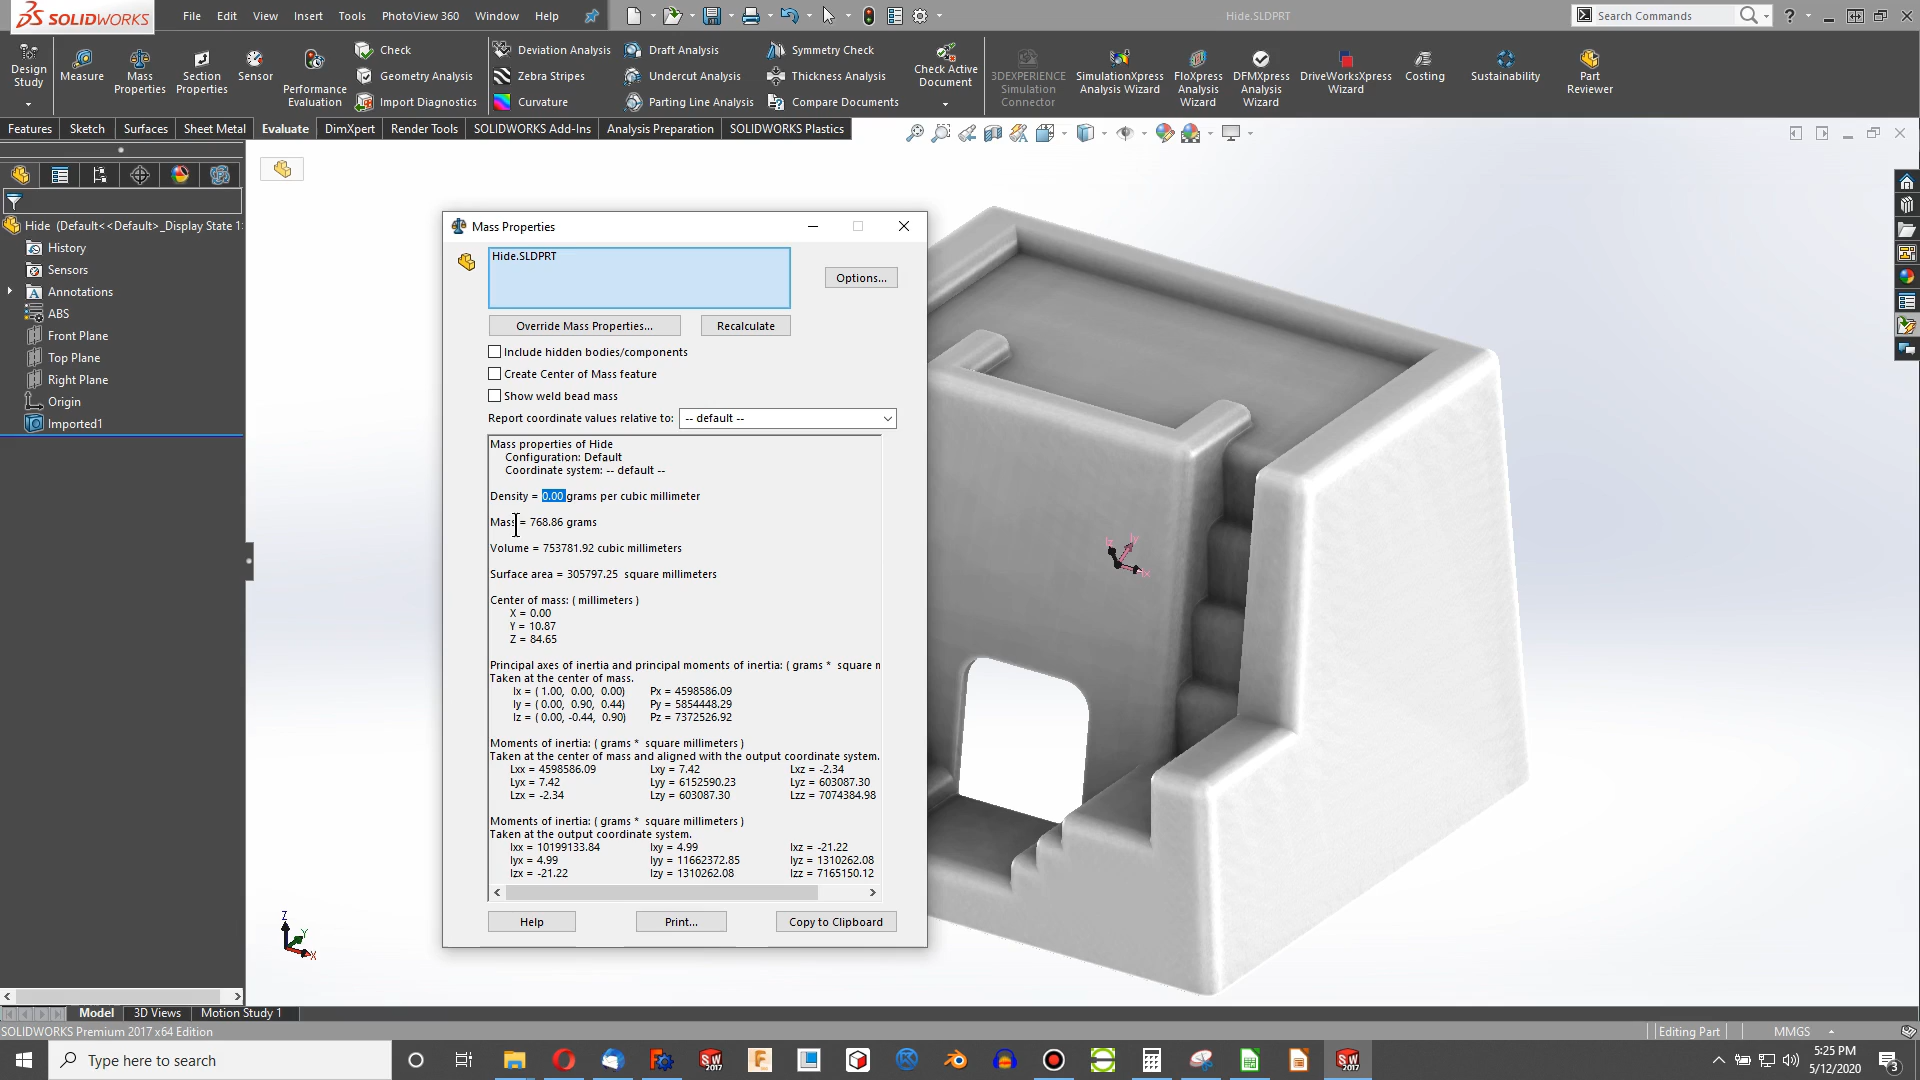 SOLIDWORKS
File Edit View Insert Tools PhotoView 360 Window Help
Hide.SLDPRT
Search Commands
Design Study
Measure
Mass Properties
Section Properties
Sensor
Performance Evaluation
Check
Geometry Analysis
Import Diagnostics
Deviation Analysis
Zebra Stripes
Curvature
Draft Analysis
Undercut Analysis
Parting Line Analysis
Symmetry Check
Thickness Analysis
Compare Documents
Check Active Document
3DEXPERIENCE Simulation Connector
SimulationXpress Analysis Wizard
FloXpress Analysis Wizard
DFMXpress Analysis Wizard
DriveWorksXpress Wizard
Costing
Sustainability
Part Reviewer
Features Sketch Surfaces Sheet Metal Evaluate DimXpert Render Tools SOLIDWORKS Add-Ins Analysis Preparation SOLIDWORKS Plastics
Hide (Default<<Default>_Display State 1
History
Sensors
Annotations
ABS
Front Plane
Top Plane
Right Plane
Origin
Imported1
Mass Properties
Hide.SLDPRT
Options...
Override Mass Properties... Recalculate
Include hidden bodies/components
Create Center of Mass feature
Show weld bead mass
Report coordinate values relative to: -- default --
Mass properties of Hide
Configuration: Default
Coordinate system: -- default --
Density = 0.00 grams per cubic millimeter
Mass = 768.86 grams
Volume = 753781.92 cubic millimeters
Surface area = 305797.25 square millimeters
Center of mass: ( millimeters )
X = 0.00
Y = 10.87
Z = 84.65
Principal axes of inertia and principal moments of inertia: ( grams * square m
Taken at the center of mass.
Ix = ( 1.00, 0.00, 0.00) Px = 4598586.09
Iy = ( 0.00, 0.90, 0.44) Py = 5854448.29
Iz = ( 0.00, -0.44, 0.90) Pz = 7372526.92
Moments of inertia: ( grams * square millimeters )
Taken at the center of mass and aligned with the output coordinate system.
Lxx = 4598586.09 Lxy = 7.42 Lxz = -2.34
Lyx = 7.42 Lyy = 6152590.23 Lyz = 603087.30
Lzx = -2.34 Lzy = 603087.30 Lzz = 7074384.98
Moments of inertia: ( grams * square millimeters )
Taken at the output coordinate system.
Ixx = 10199133.84 Ixy = 4.99 Ixz = -21.22
Iyx = 4.99 Iyy = 11662372.85 Iyz = 1310262.08
Izx = -21.22 Izy = 1310262.08 Izz = 7165150.12
Help Print... Copy to Clipboard
Iz Iy Ix
Z Y X
Model 3D Views Motion Study 1
SOLIDWORKS Premium 2017 x64 Edition
Editing Part MMGS
Type here to search
5:25 PM
5/12/2020
3